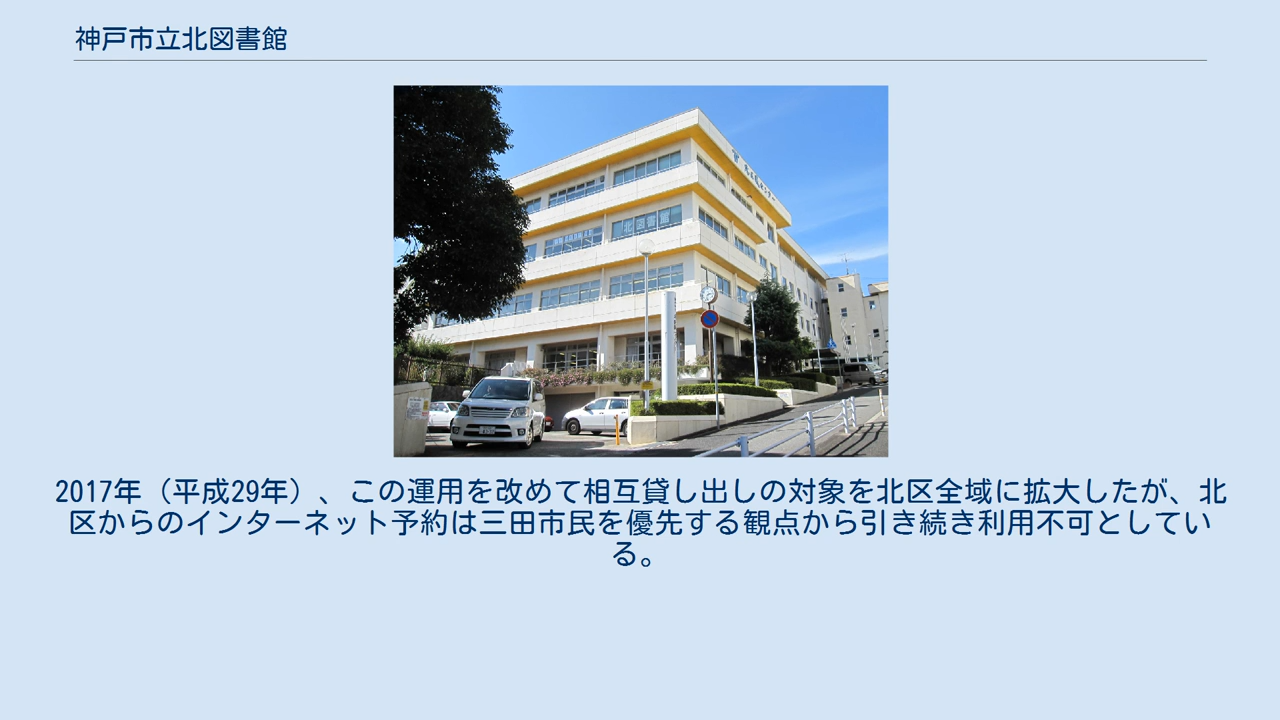 神戸市立北図書館
北図書館
2017年（平成29年）、この運用を改めて相互貸し出しの対象を北区全域に拡大したが、北
区からのインターネット予約は三田市民を優先する観点から引き続き利用不可としてい
る。